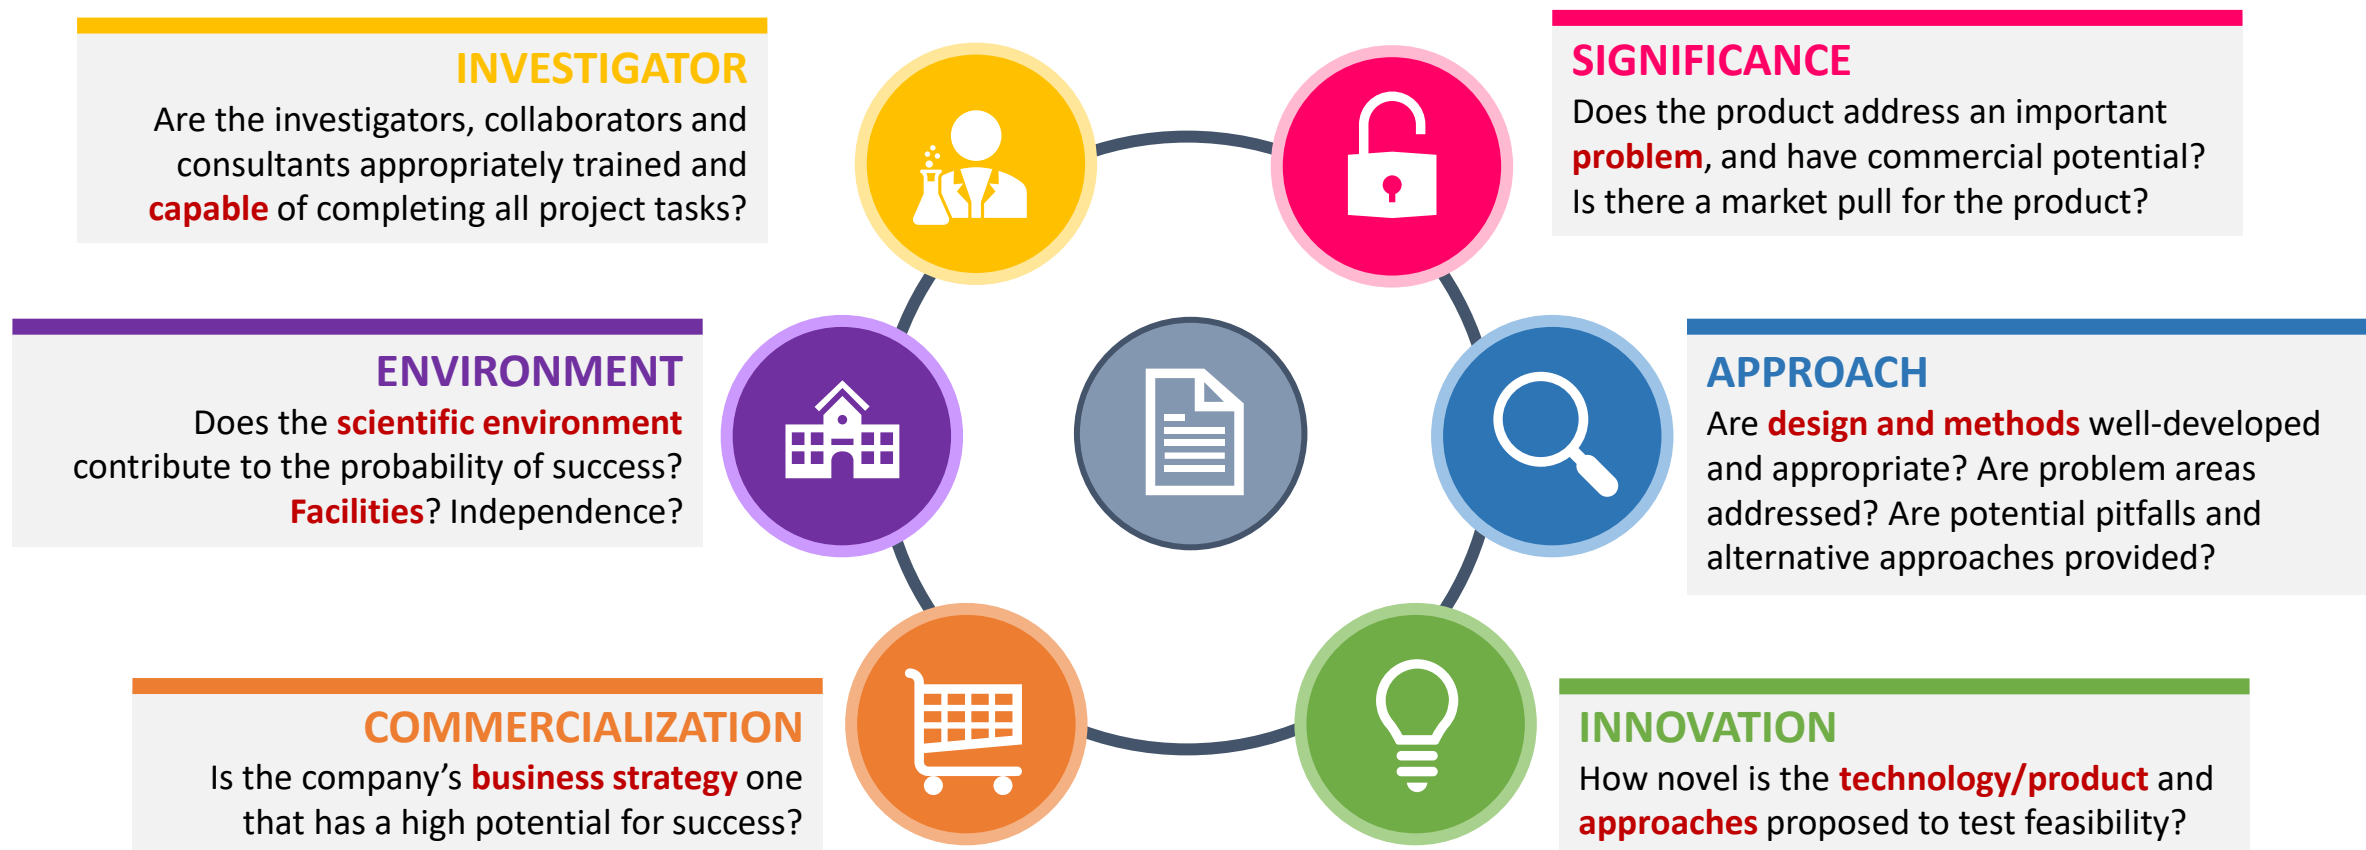 INVESTIGATOR
Are the investigators, collaborators and
consultants appropriately trained and
capable of completing all project tasks?
SIGNIFICANCE
Does the product address an important
problem, and have commercial potential?
Is there a market pull for the product?
ENVIRONMENT
Does the scientific environment
contribute to the probability of success?
Facilities? Independence?
APPROACH
Are design and methods well-developed
and appropriate? Are problem areas
addressed? Are potential pitfalls and
alternative approaches provided?
COMMERCIALIZATION
Is the company’s business strategy one
that has a high potential for success?
INNOVATION
How novel is the technology/product and
approaches proposed to test feasibility?